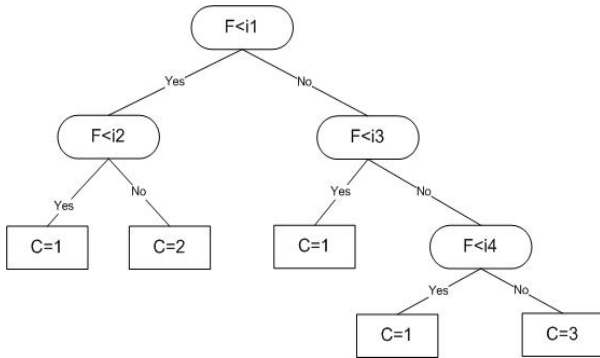 F<i1
Yes
No
F<i2
F<i3
Yes
No
Yes
No
C=1
C=2
C=1
F<i4
Yes
No
C=1
C=3